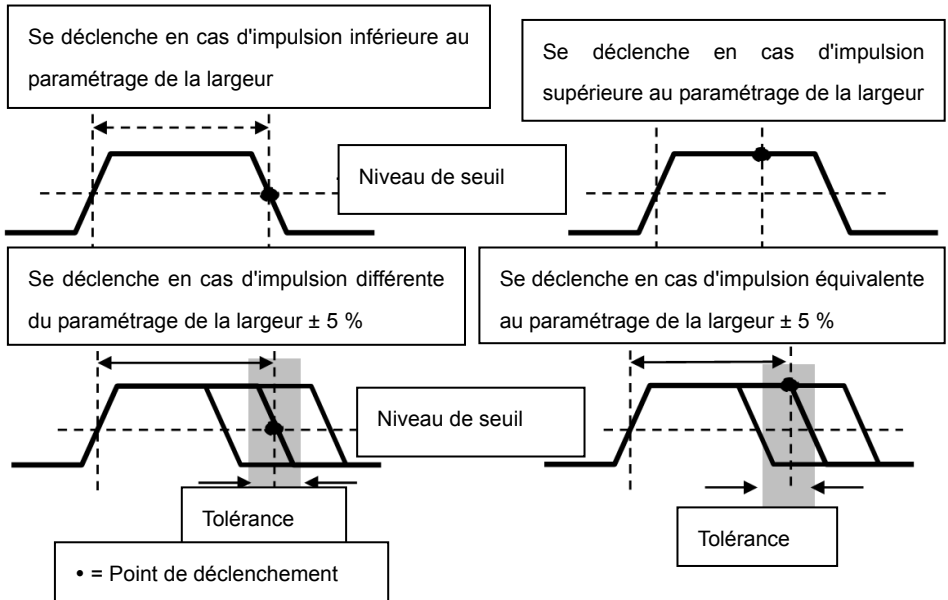 Se déclenche en cas d'impulsion inférieure au
paramétrage de la largeur
Se déclenche en cas d'impulsion
supérieure au paramétrage de la largeur
Niveau de seuil
Se déclenche en cas d'impulsion différente
du paramétrage de la largeur ± 5 %
Se déclenche en cas d'impulsion équivalente
au paramétrage de la largeur ± 5 %
Niveau de seuil
Tolérance
Tolérance
• = Point de déclenchement